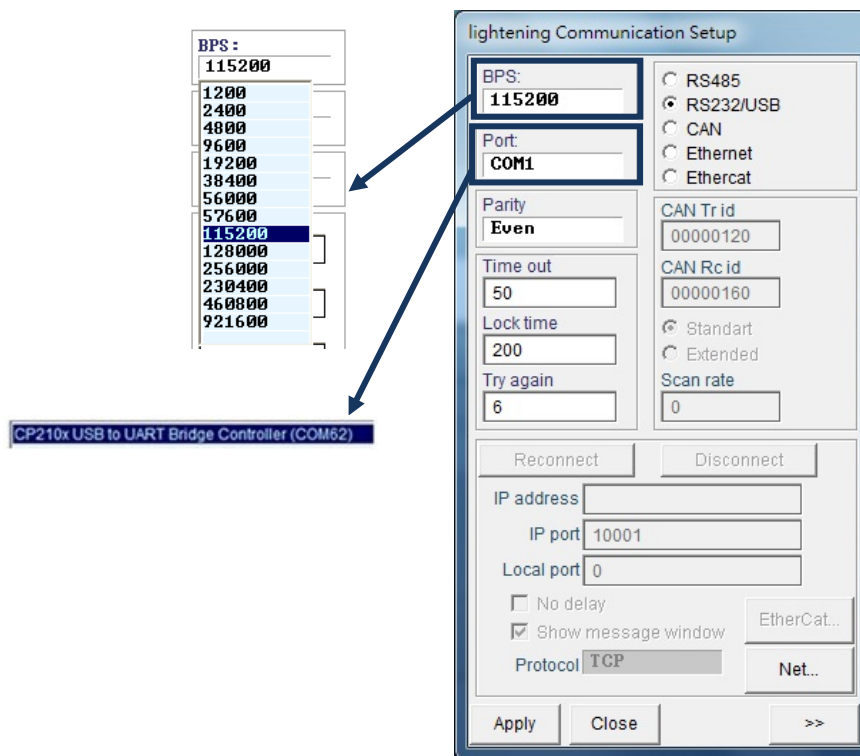 BPS:
115200
1200
2400
4800
9600
19200
38400
56000
57600
115200
128000
256000
230400
460800
921600
CP210x USB to UART Bridge Controller (COM62)
lightening Communication Setup
BPS:
115200
Port:
COM1
Parity
Even
Time out
50
Lock time
200
Try again
6
RS485
RS232/USB
CAN
Ethernet
Ethercat
CAN Tr id
00000120
CAN Rc id
00000160
Standart
Extended
Scan rate
0
Reconnect Disconnect
IP address
IP port 10001
Local port 0
No delay
Show message window
EtherCat...
Protocol TCP
Net...
Apply Close >>